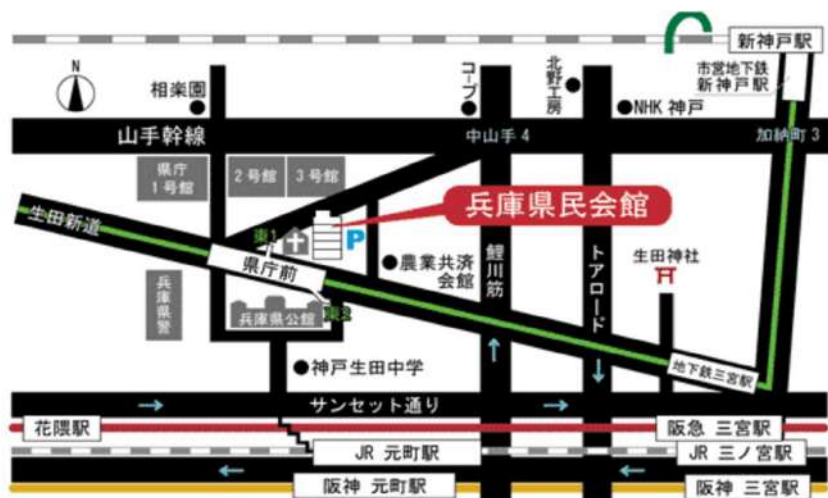 新神戸駅
N
相楽園
コープ
北野工房
市営地下鉄
新神戸駅
NHK 神戸
山手幹線
中山手 4
加納町 3
県庁
1 号館
2 号館
3 号館
兵庫県民会館
生田新道
東1
P
県庁前
農業共済
会館
鯉川筋
トアロード
生田神社
兵庫県警
兵庫県公館
東2
神戸生田中学
地下鉄三宮駅
サンセット通り
花隈駅
阪急 三宮駅
JR 元町駅
JR 三ノ宮駅
阪神 元町駅
阪神 三宮駅